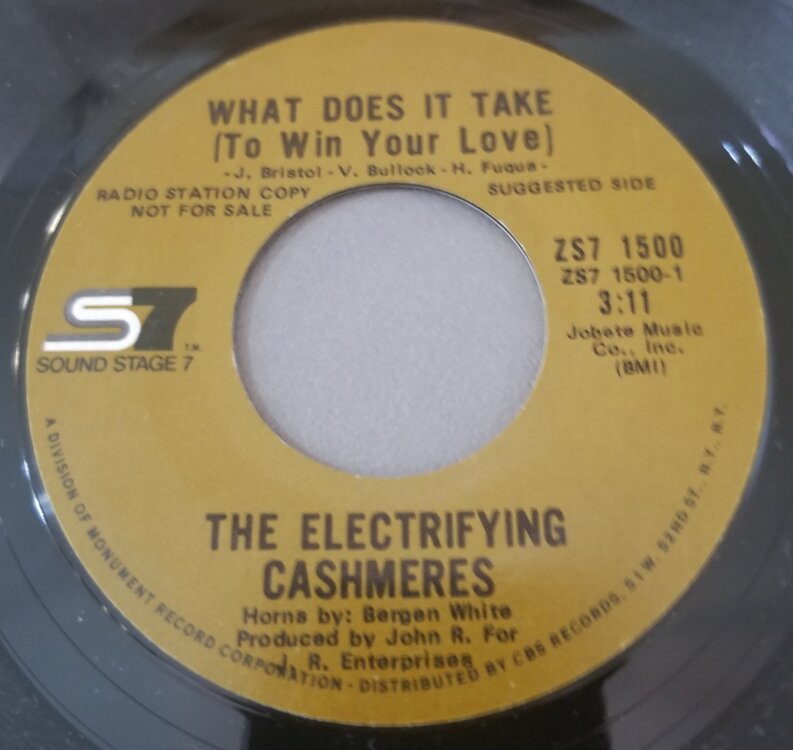 WHAT DOES IT TAKE
(To Win Your Love)
- J. Bristol - V. Bullock - H. Fuqua -
RADIO STATION COPY
NOT FOR SALE
SUGGESTED SIDE
ZS7 1500
ZS7 1500-1
3:11
Jobete Music
Co., Inc.
(BMI)
S7 T.M.
SOUND STAGE 7
THE ELECTRIFYING
CASHMERES
Horns by: Bergen White
Produced by John R. For
J. R. Enterprises
A DIVISION OF MONUMENT RECORD CORPORATION - DISTRIBUTED BY CBS RECORDS, 51 W. 52ND ST., N.Y., N.Y.